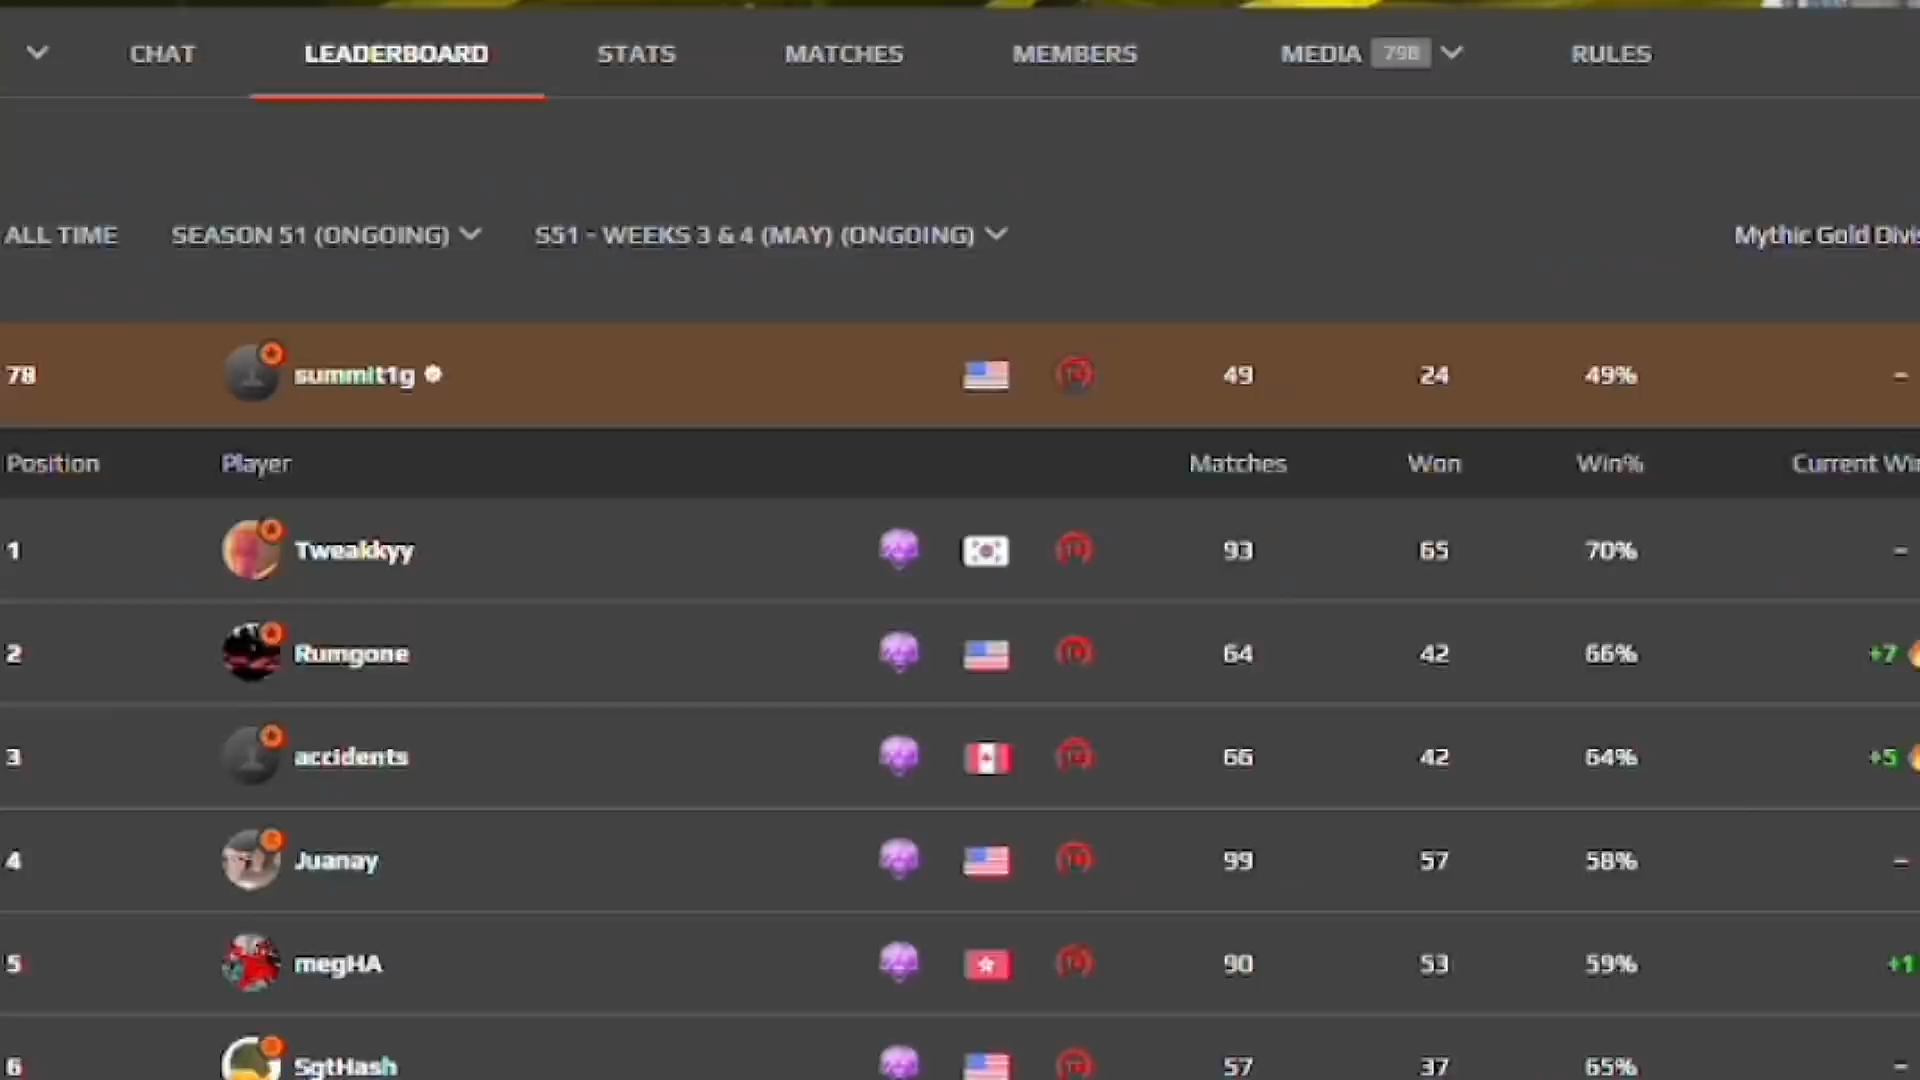 CHAT LEADERBOARD STATS MATCHES MEMBERS MEDIA 798 RULES
ALL TIME SEASON 51 (ONGOING) S51 - WEEKS 3 & 4 (MAY) (ONGOING) Mythic Gold Divis
78 summit1g 49 24 49% -
Position Player Matches Won Win% Current Win
1 Tweakkyy 93 65 70% -
2 Rumgone 64 42 66% +7
3 accidents 66 42 64% +5
4 Juanay 99 57 58% -
5 megHA 90 53 59% +1
6 SgtHash 57 37 65% -